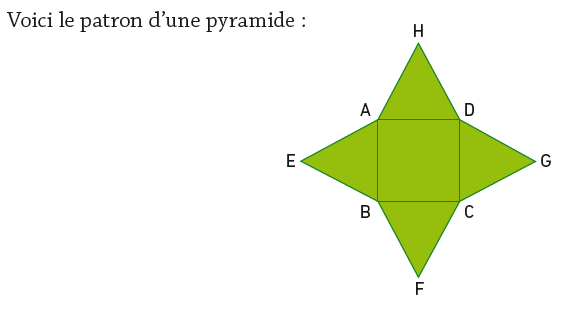 Voici le patron d’une pyramide :
H
A D
E G
B C
F